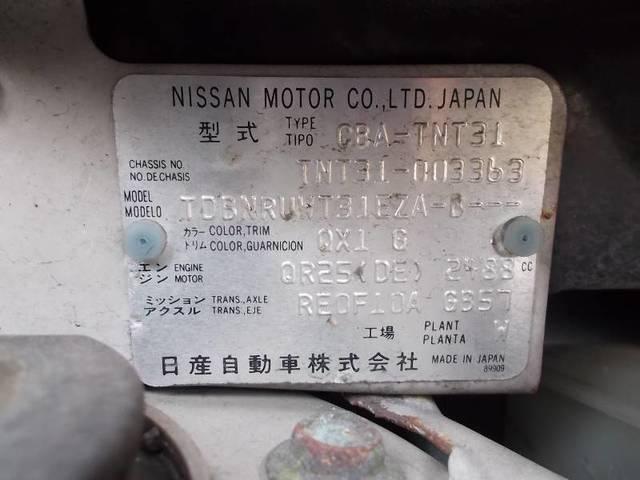 NISSAN MOTOR CO.,LTD. JAPAN
型式 TYPE TIPO CBA-TNT31
CHASSIS NO. NO. DE CHASIS TNT31-003363
MODEL MODELO TDBNRUWT31EZA-B---
カラー COLOR,TRIM トリム COLOR,GUARNICION QX1 G
エンジン ENGINE MOTOR QR25(DE) 2488 cc
ミッション TRANS.,AXLE アクスル TRANS.,EJE RE0F10A GB57
工場 PLANT PLANTA W
日産自動車株式会社 MADE IN JAPAN
89909